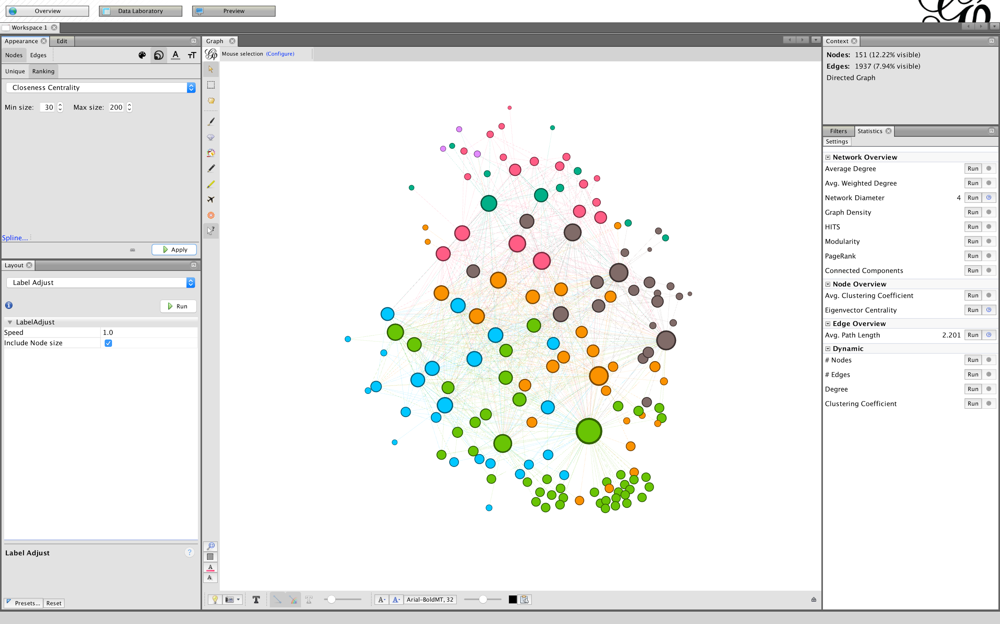 Overview
Data Laboratory
Preview
Workspace 1
Appearance
Edit
Nodes
Edges
A
TT
Unique
Ranking
Closeness Centrality
Min size: 30
Max size: 200
Spline...
Apply
Layout
Label Adjust
Run
LabelAdjust
Speed 1.0
Include Node size
Label Adjust
?
Presets...
Reset
Graph
Mouse selection (Configure)
?
A
A
T
T
A
A
Arial-BoldMT, 32
Context
Nodes: 151 (12.22% visible)
Edges: 1937 (7.94% visible)
Directed Graph
Filters
Statistics
Settings
Network Overview
Average Degree Run
Avg. Weighted Degree Run
Network Diameter 4 Run
Graph Density Run
HITS Run
Modularity Run
PageRank Run
Connected Components Run
Node Overview
Avg. Clustering Coefficient Run
Eigenvector Centrality Run
Edge Overview
Avg. Path Length 2.201 Run
Dynamic
# Nodes Run
# Edges Run
Degree Run
Clustering Coefficient Run